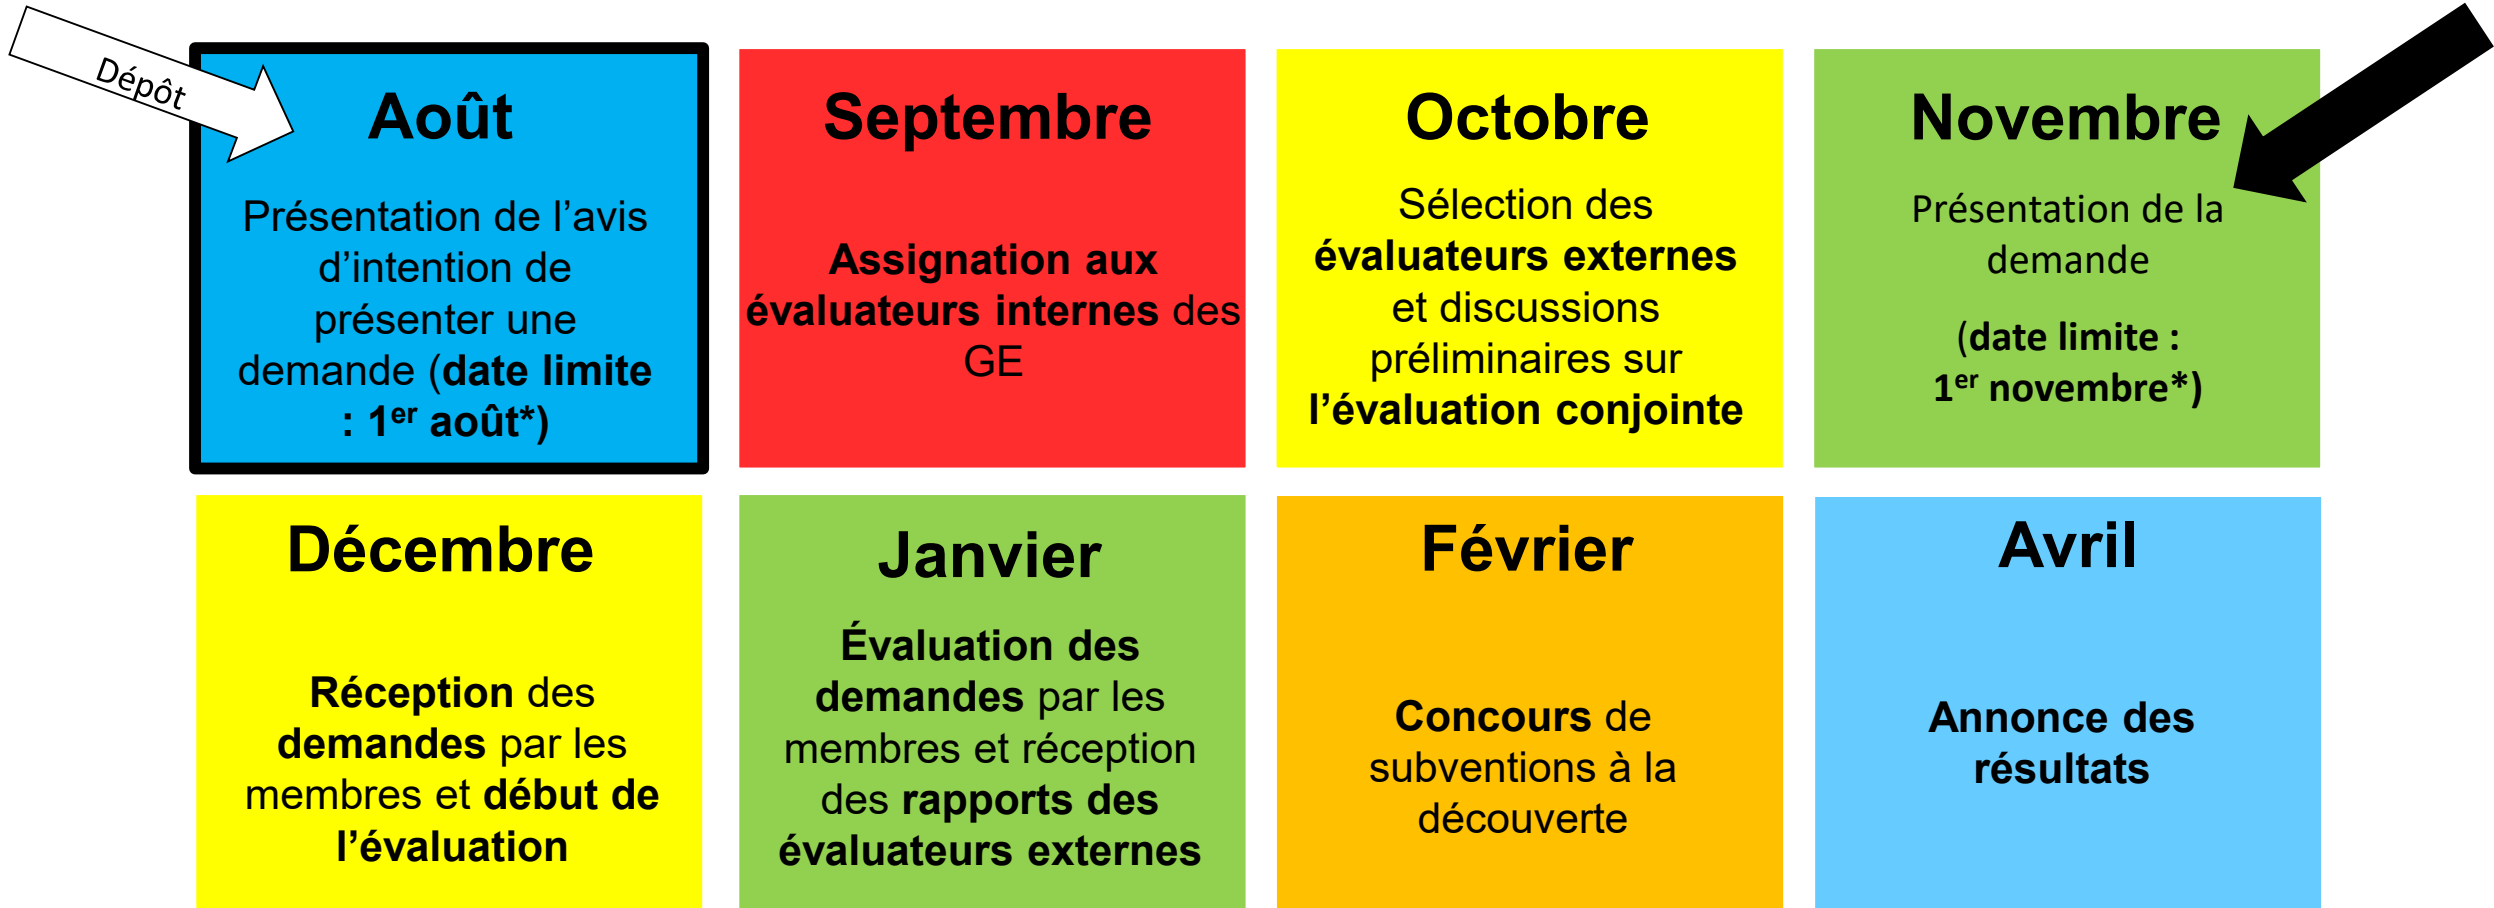 Dépôt
Août
Présentation de l’avis
d’intention de
présenter une
demande (date limite
: 1er août*)
Septembre
Assignation aux
évaluateurs internes des
GE
Octobre
Sélection des
évaluateurs externes
et discussions
préliminaires sur
l’évaluation conjointe
Novembre
Présentation de la
demande
(date limite :
1er novembre*)
Décembre
Réception des
demandes par les
membres et début de
l’évaluation
Janvier
Évaluation des
demandes par les
membres et réception
des rapports des
évaluateurs externes
Février
Concours de
subventions à la
découverte
Avril
Annonce des
résultats